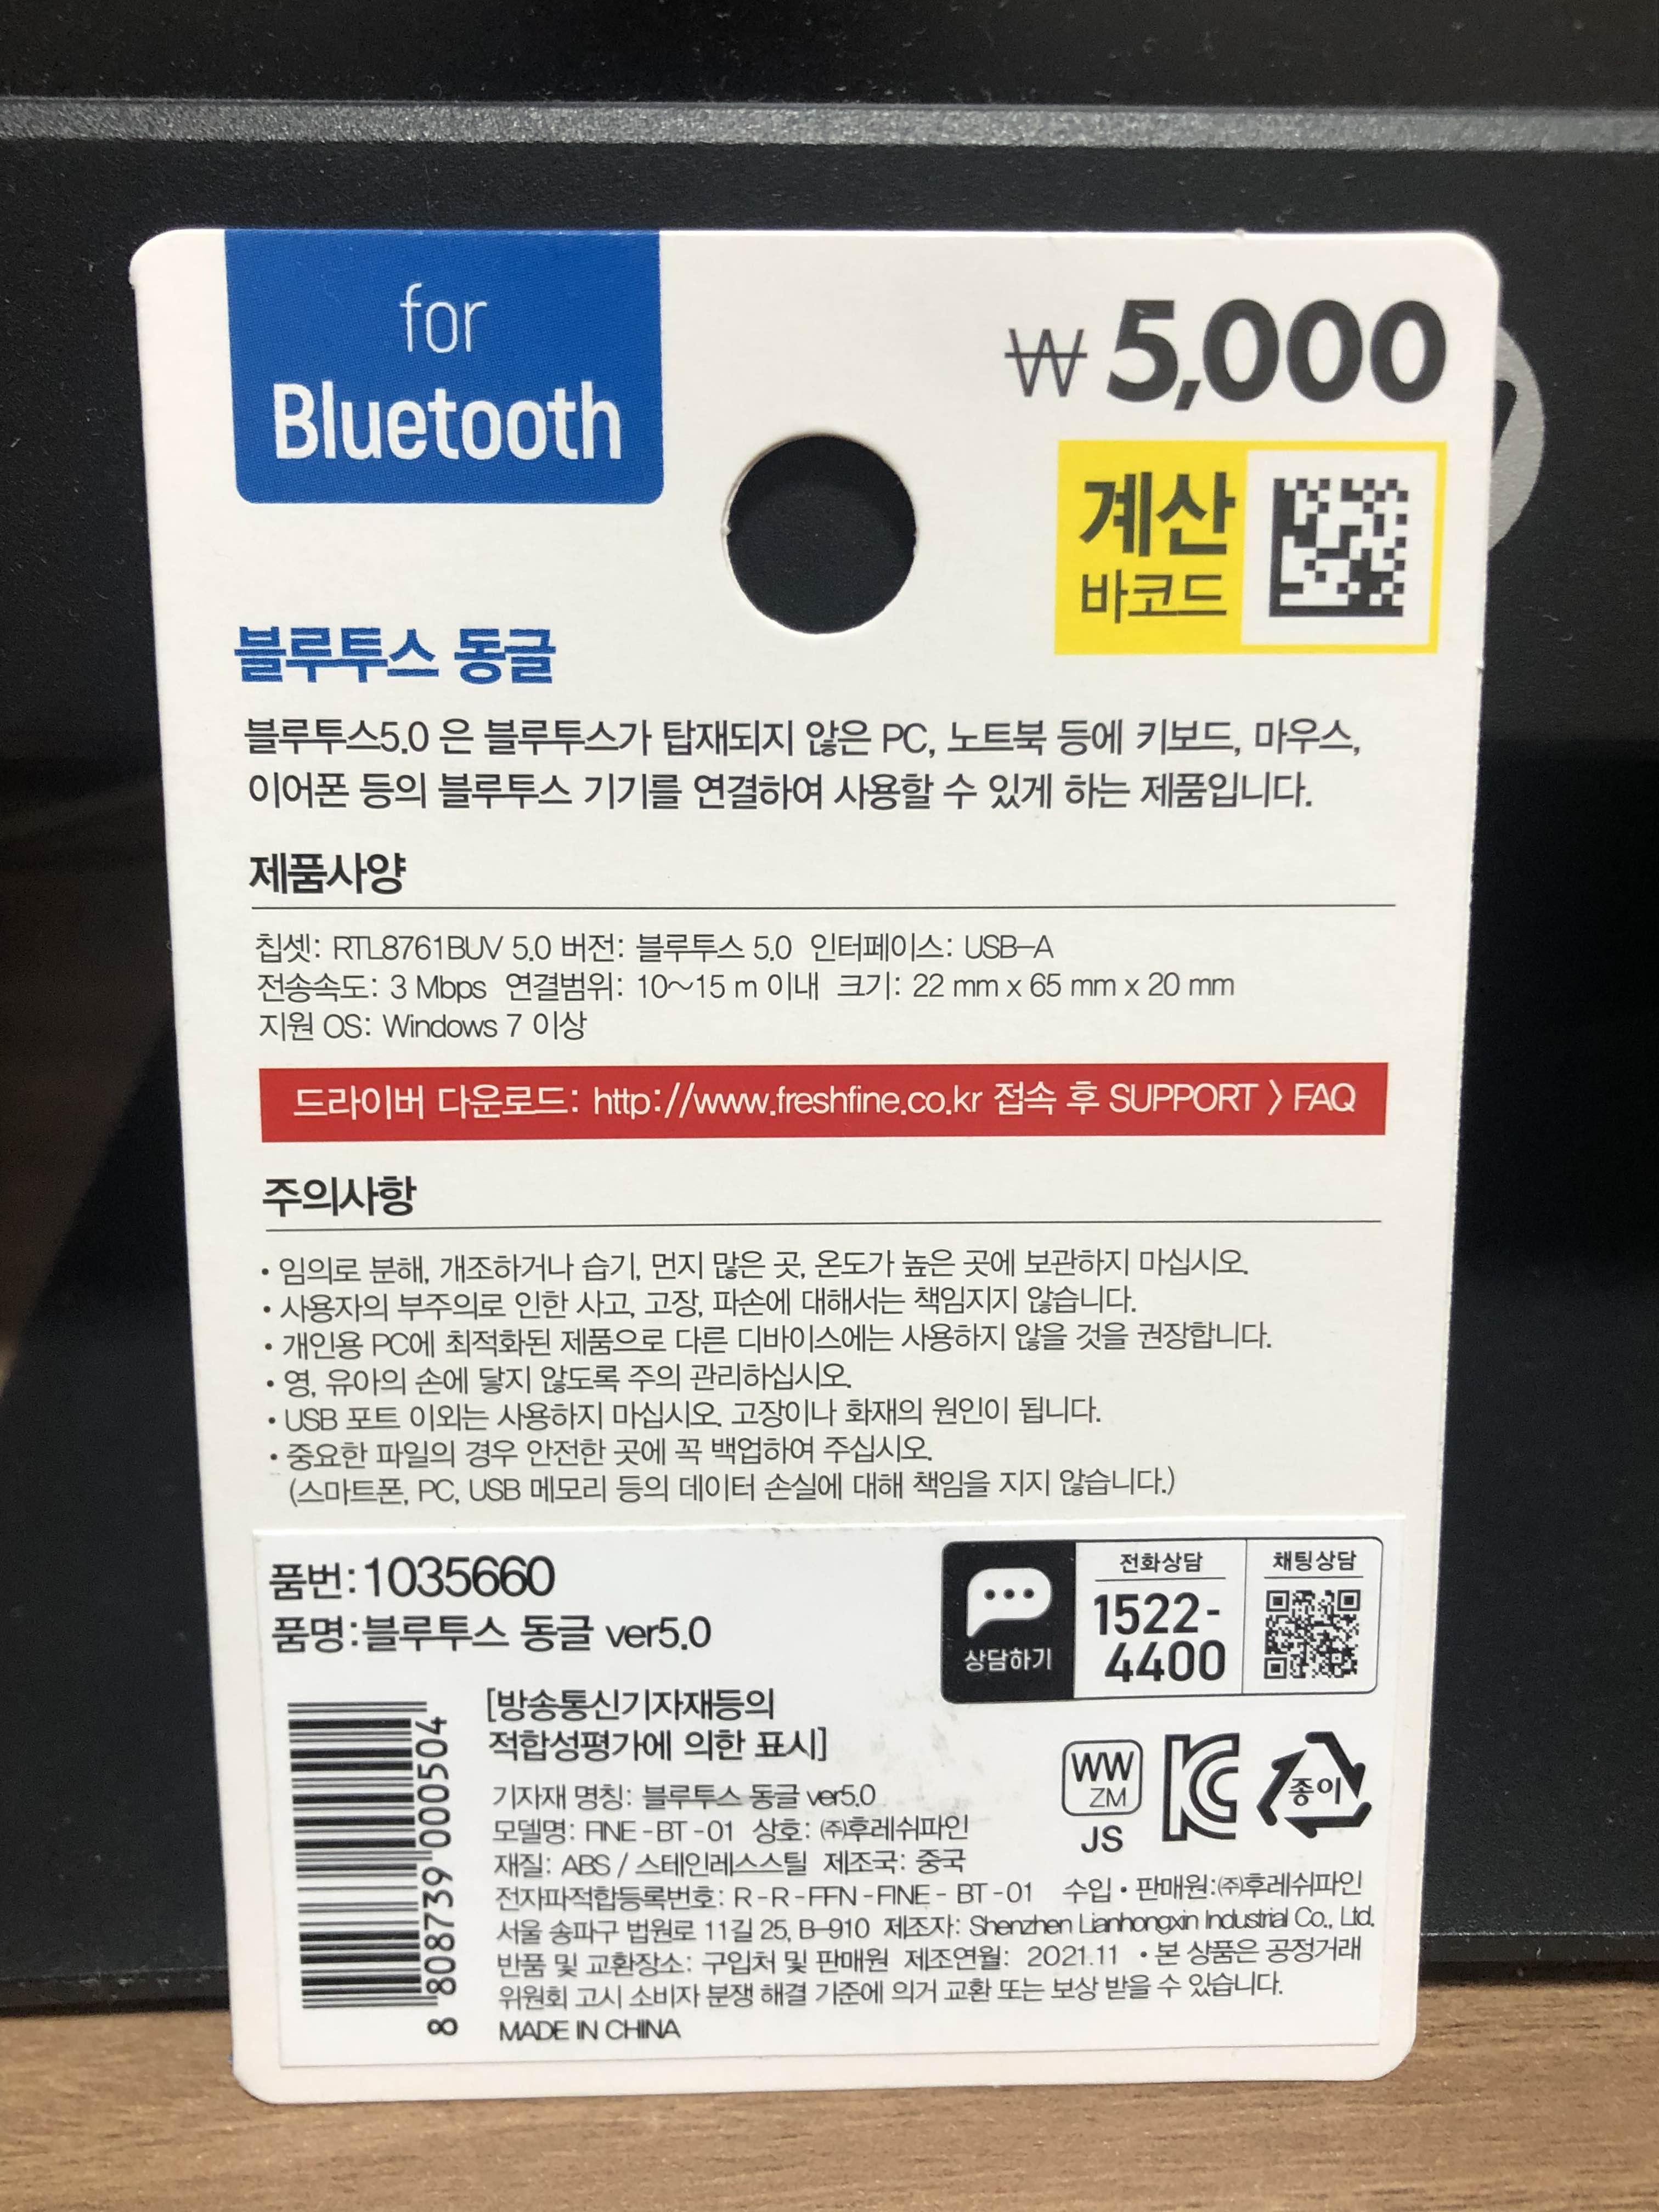 for
Bluetooth
₩5,000
계산
바코드
블루투스 동글
블루투스5.0 은 블루투스가 탑재되지 않은 PC, 노트북 등에 키보드, 마우스,
이어폰 등의 블루투스 기기를 연결하여 사용할 수 있게 하는 제품입니다.
제품사양
칩셋: RTL8761BUV 5.0 버전: 블루투스 5.0 인터페이스: USB-A
전송속도: 3 Mbps 연결범위: 10~15 m 이내 크기: 22 mm x 65 mm x 20 mm
지원 OS: Windows 7 이상
드라이버 다운로드: http://www.freshfine.co.kr 접속 후 SUPPORT 〉 FAQ
주의사항
• 임의로 분해, 개조하거나 습기, 먼지 많은 곳, 온도가 높은 곳에 보관하지 마십시오.
• 사용자의 부주의로 인한 사고, 고장, 파손에 대해서는 책임지지 않습니다.
• 개인용 PC에 최적화된 제품으로 다른 디바이스에는 사용하지 않을 것을 권장합니다.
• 영, 유아의 손에 닿지 않도록 주의 관리하십시오.
• USB 포트 이외는 사용하지 마십시오. 고장이나 화재의 원인이 됩니다.
• 중요한 파일의 경우 안전한 곳에 꼭 백업하여 주십시오.
(스마트폰, PC, USB 메모리 등의 데이터 손실에 대해 책임을 지지 않습니다.)
품번:1035660
품명:블루투스 동글 ver5.0
상담하기
전화상담
1522-
4400
채팅상담
[방송통신기자재등의
적합성평가에 의한 표시]
기자재 명칭: 블루투스 동글 ver5.0
모델명: FINE-BT-01 상호: ㈜후레쉬파인
재질: ABS / 스테인레스스틸 제조국: 중국
전자파적합등록번호: R-R-FFN-FINE-BT-01 수입•판매원:㈜후레쉬파인
서울 송파구 법원로 11길 25, B-910 제조자: Shenzhen Lianhongxin Industrial Co., Ltd.
반품 및 교환장소: 구입처 및 판매원 제조연월: 2021.11 • 본 상품은 공정거래
위원회 고시 소비자 분쟁 해결 기준에 의거 교환 또는 보상 받을 수 있습니다.
MADE IN CHINA
WW
ZM
JS
KC
종이
8 808739 000504